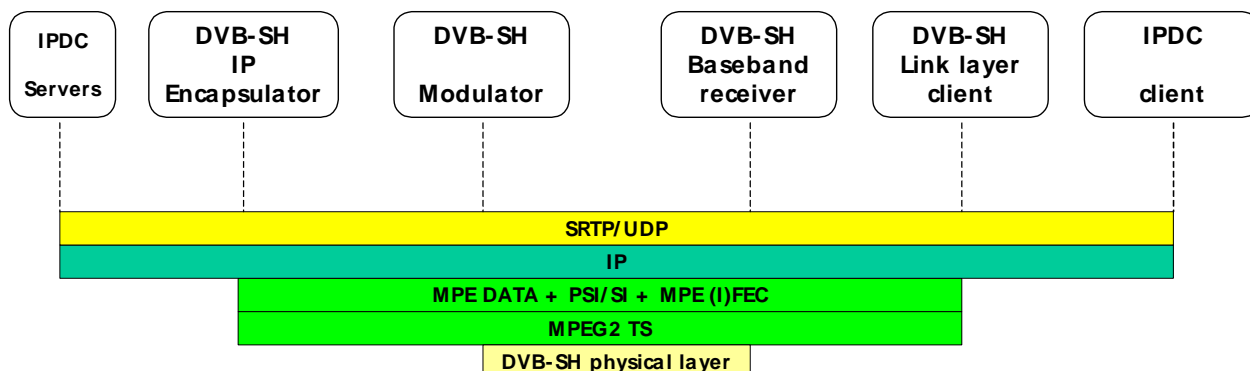 IPDC
Servers
DVB-SH
IP
Encapsulator
DVB-SH
Modulator
DVB-SH
Baseband
receiver
DVB-SH
Link layer
client
IPDC
client
SRTP/UDP
IP
MPE DATA + PSI/SI + MPE (I)FEC
MPEG2 TS
DVB-SH physical layer